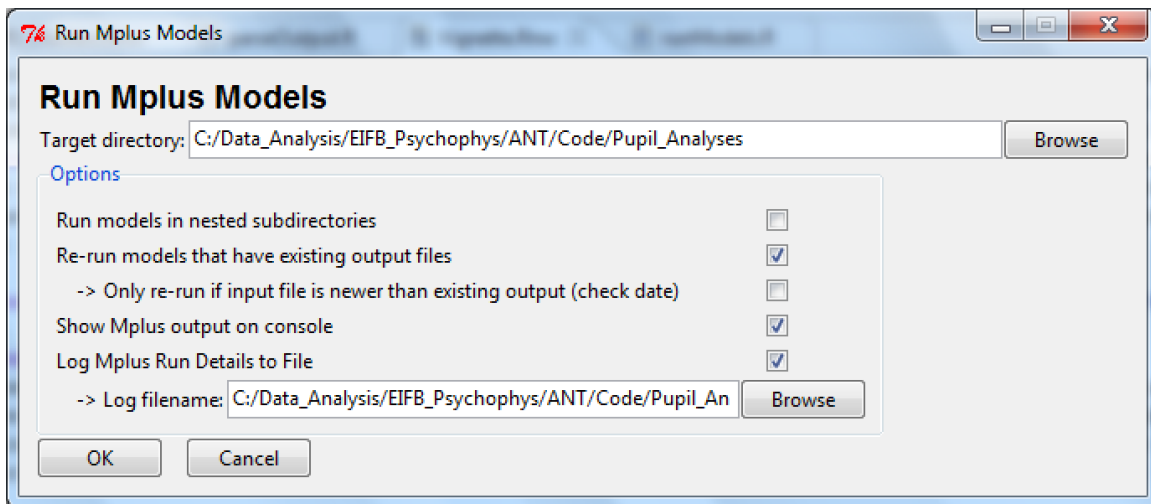 Run Mplus Models
Run Mplus Models
Target directory: C:/Data_Analysis/EIFB_Psychophys/ANT/Code/Pupil_Analyses Browse
Options
Run models in nested subdirectories
Re-run models that have existing output files
-> Only re-run if input file is newer than existing output (check date)
Show Mplus output on console
Log Mplus Run Details to File
-> Log filename: C:/Data_Analysis/EIFB_Psychophys/ANT/Code/Pupil_An Browse
OK Cancel